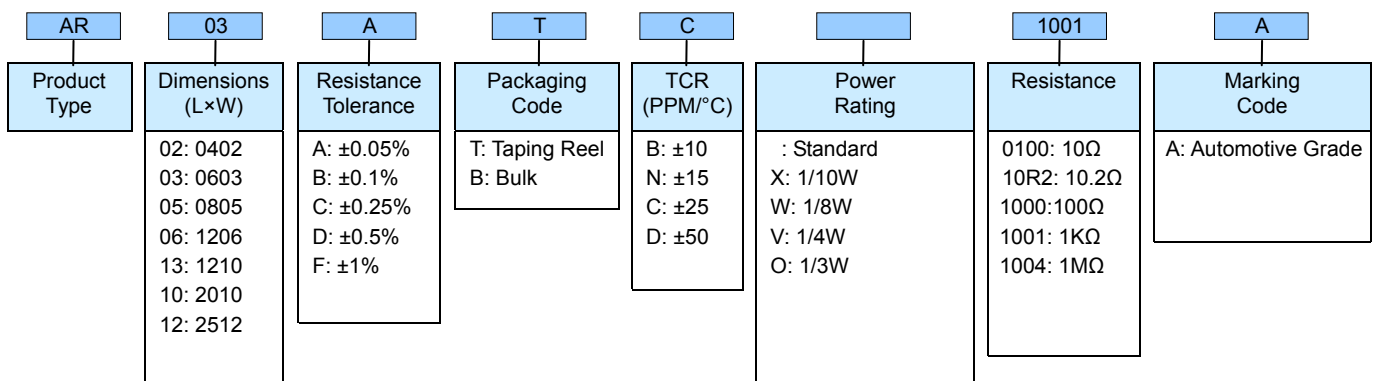 AR
03
A
T
C
1001
A
Product
Type
Dimensions
(L×W)
Resistance
Tolerance
Packaging
Code
TCR
(PPM/°C)
Power
Rating
Resistance
Marking
Code
02: 0402
03: 0603
05: 0805
06: 1206
13: 1210
10: 2010
12: 2512
A: ±0.05%
B: ±0.1%
C: ±0.25%
D: ±0.5%
F: ±1%
T: Taping Reel
B: Bulk
B: ±10
N: ±15
C: ±25
D: ±50
: Standard
X: 1/10W
W: 1/8W
V: 1/4W
O: 1/3W
0100: 10Ω
10R2: 10.2Ω
1000:100Ω
1001: 1KΩ
1004: 1MΩ
A: Automotive Grade